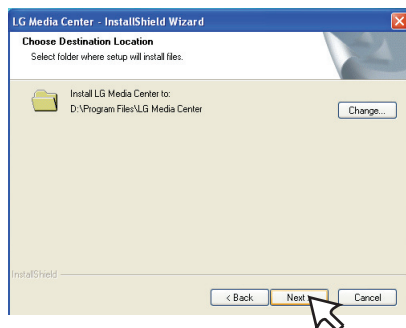 LG Media Center - InstallShield Wizard
Choose Destination Location
Select folder where setup will install files.
Install LG Media Center to:
D:\Program Files\LG Media Center
Change...
InstallShield
< Back Next Cancel